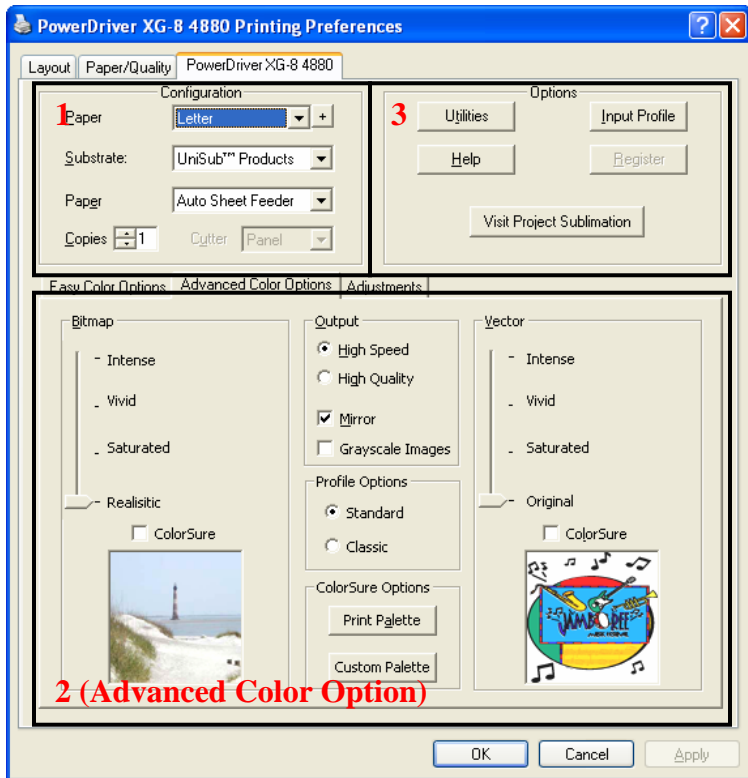 PowerDriver XG-8 4880 Printing Preferences
Layout Paper/Quality PowerDriver XG-8 4880
Configuration
1
Paper Letter +
Substrate: UniSub™ Products
Paper Auto Sheet Feeder
Copies 1 Cutter Panel
Options
3
Utilities Input Profile
Help Register
Visit Project Sublimation
Easy Color Options Advanced Color Options Adjustments
Bitmap
Intense
Vivid
Saturated
Realisitic
ColorSure
Output
High Speed
High Quality
Mirror
Grayscale Images
Profile Options
Standard
Classic
ColorSure Options
Print Palette
Custom Palette
Vector
Intense
Vivid
Saturated
Original
ColorSure
JAMBOREE
MUSIC FESTIVAL
2 (Advanced Color Option)
OK Cancel Apply